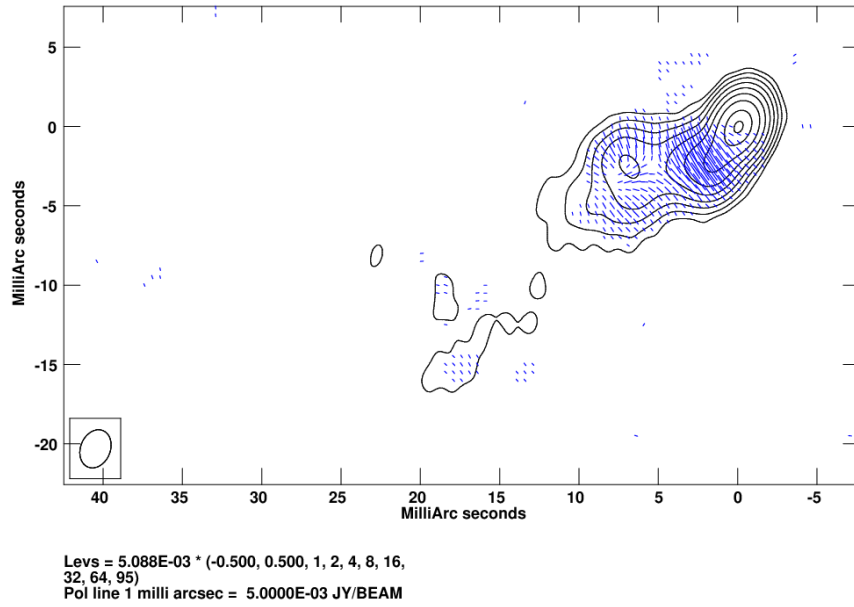 5
0
-5
-10
-15
-20
MilliArc seconds
40 35 30 25 20 15 10 5 0 -5
MilliArc seconds
Levs = 5.088E-03 * (-0.500, 0.500, 1, 2, 4, 8, 16,
32, 64, 95)
Pol line 1 milli arcsec = 5.0000E-03 JY/BEAM